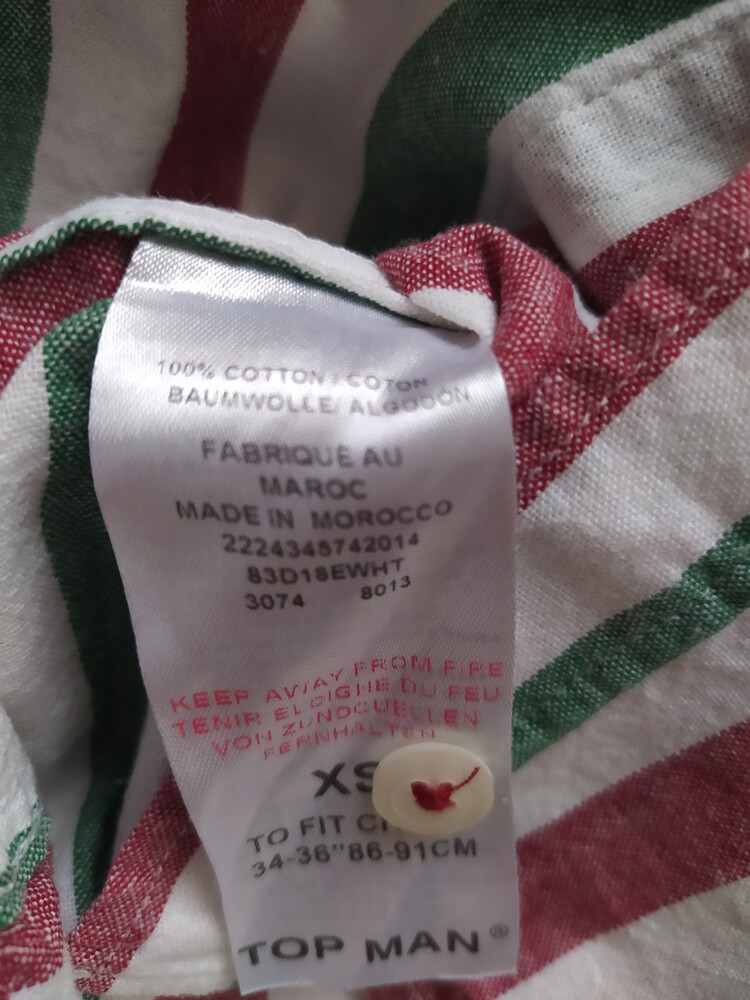 100% COTTON / COTON
BAUMWOLLE/ ALGODÓN
FABRIQUE AU
MAROC
MADE IN MOROCCO
2224345742014
83D18EWHT
3074 8013
KEEP AWAY FROM FIRE
TENIR ELOIGNE DU FEU
VON ZUNDQUELLEN
FERNHALTEN
XS
TO FIT
34-36"86-91CM
TOP MAN®